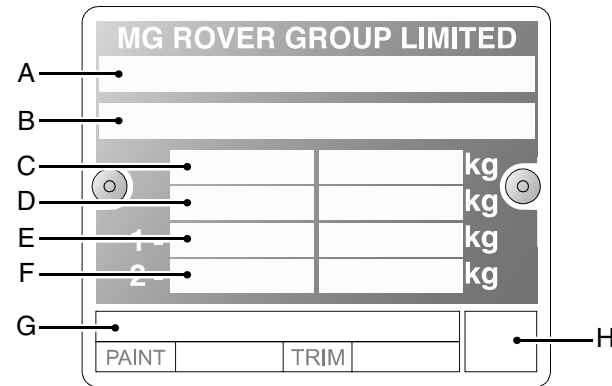 MG ROVER GROUP LIMITED
A
B
C kg
D kg
E 1 - kg
F 2 - kg
G
H
PAINT TRIM